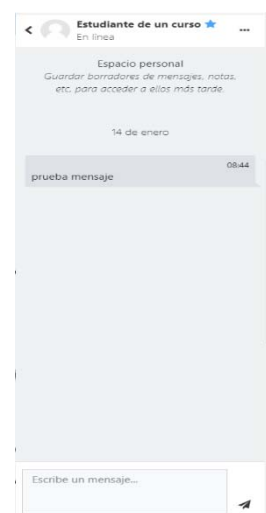 Estudiante de un curso
En línea
Espacio personal
Guardar borradores de mensajes, notas,
etc. para acceder a ellos más tarde.
14 de enero
08:44
prueba mensaje
Escribe un mensaje...